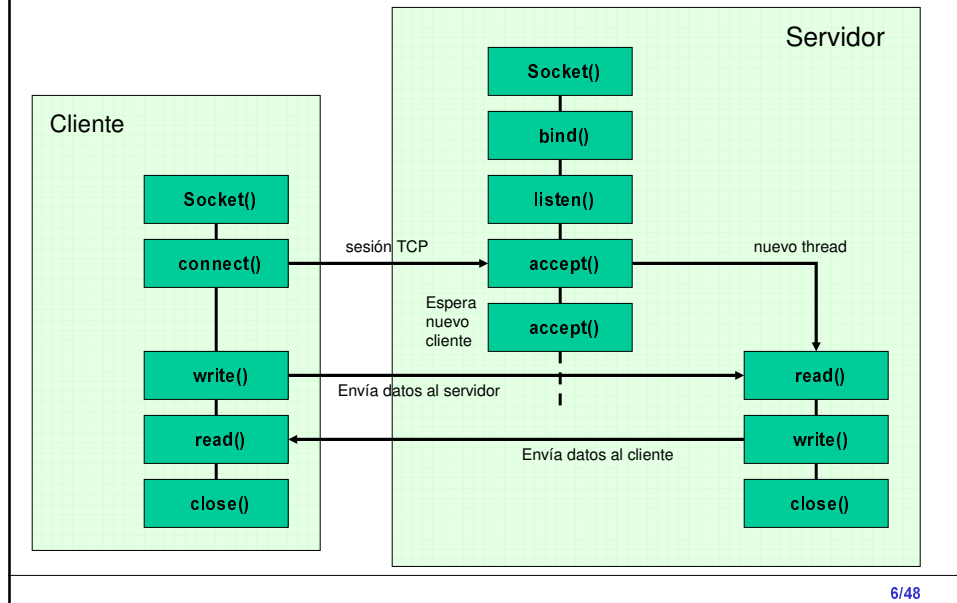 Servidor
Socket()
bind()
listen()
accept()
accept()
Espera
nuevo
cliente
nuevo thread
read()
write()
close()
Cliente
Socket()
connect()
sesión TCP
write()
Envía datos al servidor
read()
Envía datos al cliente
close()
6/48